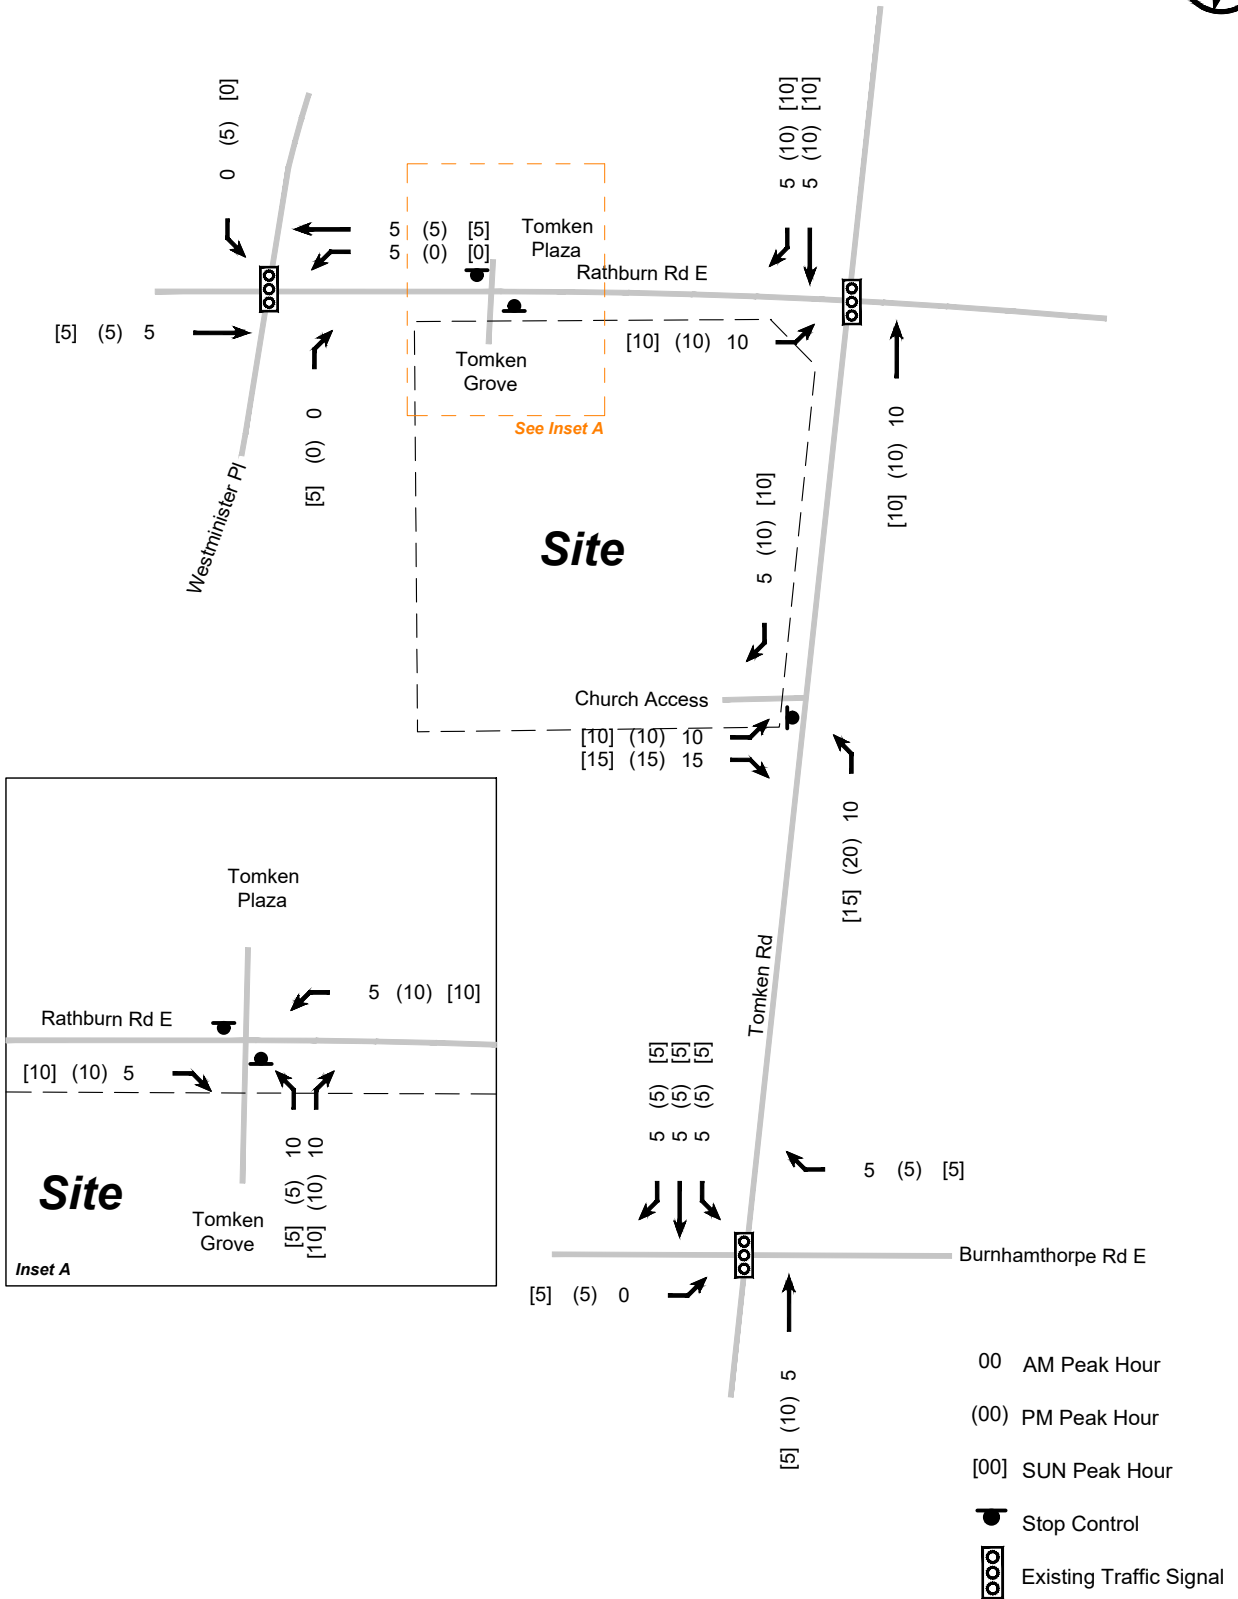 0 (5) [0]
5 (10) [10]
5 (10) [10]
5 (5) [5]
5 (0) [0]
Tomken
Plaza
Rathburn Rd E
[5] (5) 5
[10] (10) 10
Tomken
Grove
See Inset A
[5] (0) 0
[10] (10) 10
Westminister Pl
Site
5 (10) [10]
Church Access
[10] (10) 10
[15] (15) 15
[15] (20) 10
Tomken Rd
Tomken
Plaza
5 (10) [10]
Rathburn Rd E
[10] (10) 5
[5] (5) 10
[10] (10) 10
Site
Tomken
Grove
Inset A
5 (5) [5]
5 (5) [5]
5 (5) [5]
5 (5) [5]
Burnhamthorpe Rd E
[5] (5) 0
[5] (10) 5
00 AM Peak Hour
(00) PM Peak Hour
[00] SUN Peak Hour
Stop Control
Existing Traffic Signal